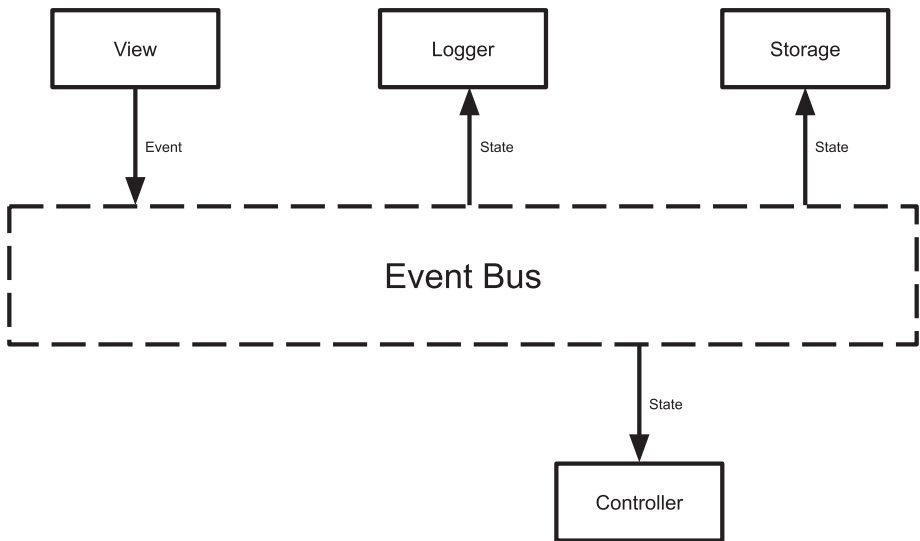 View
Logger
Storage
Event
State
State
Event Bus
State
Controller